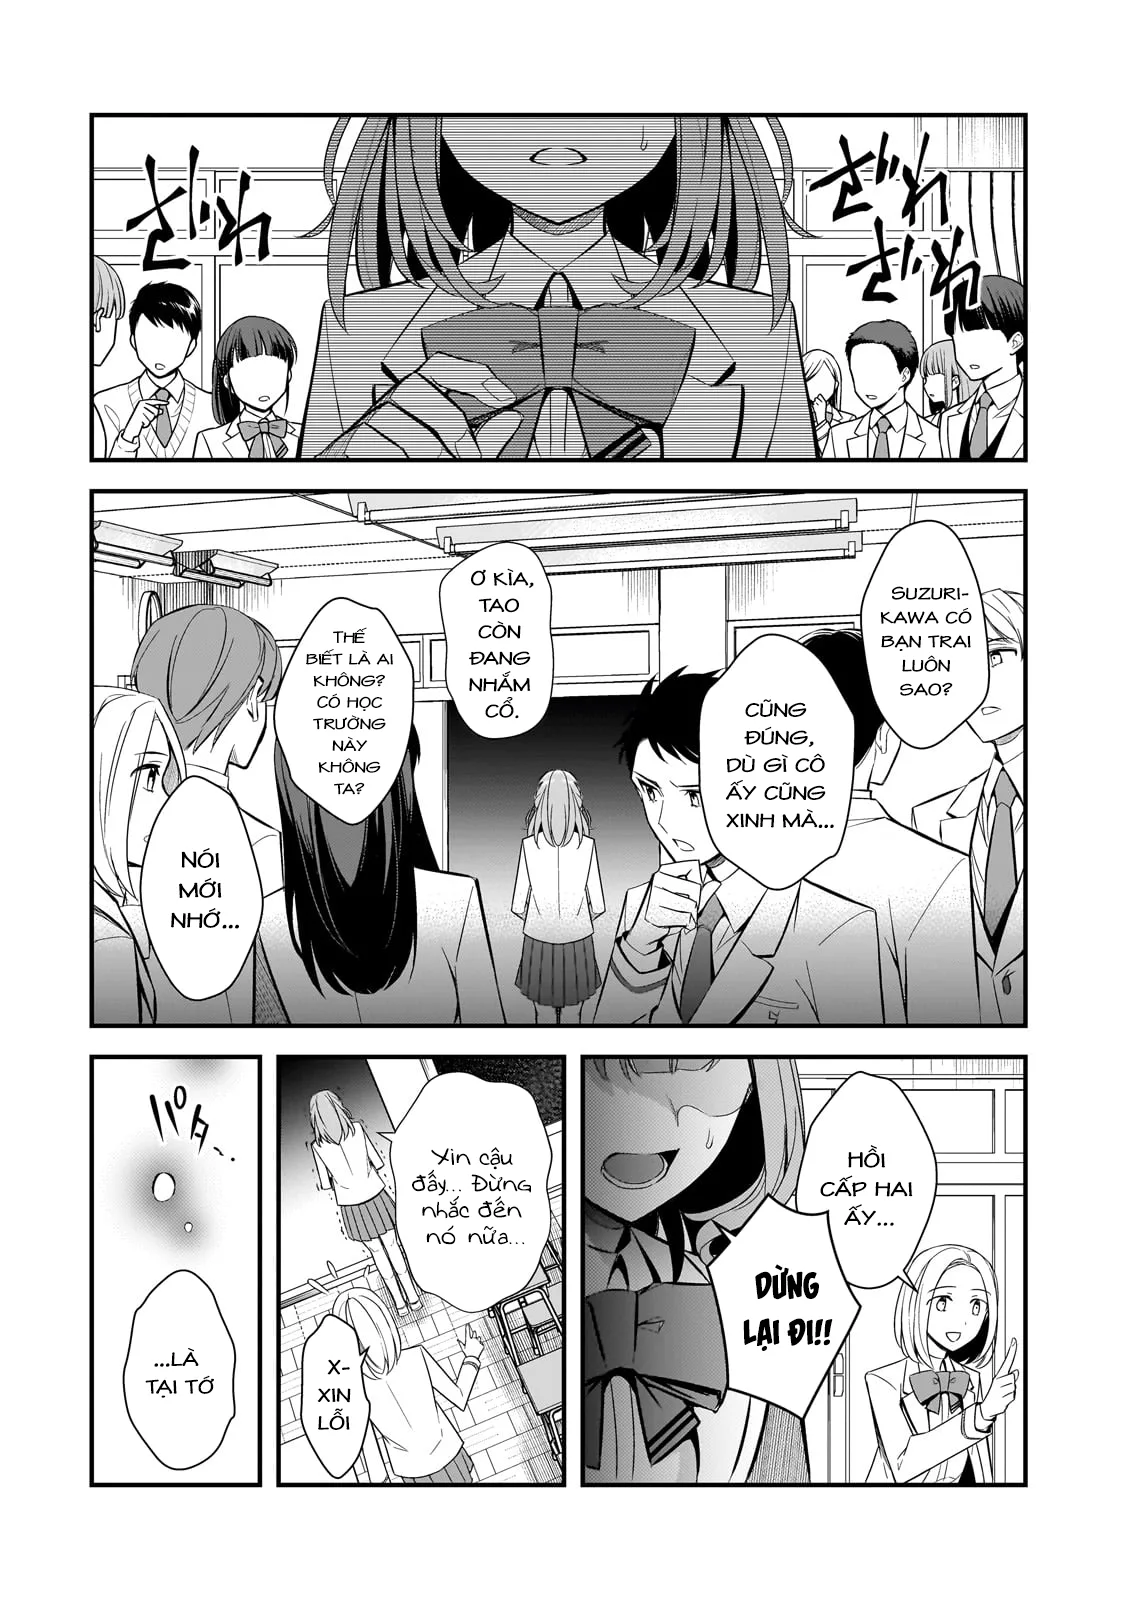 ざわ
ざわ
ざわ
SUZURI-
KAWA CÓ
BẠN TRAI
LUÔN
SAO?
CŨNG
ĐÚNG,
DÙ GÌ CÔ
ẤY CŨNG
XINH MÀ...
Ơ KÌA,
TAO
CÒN
ĐANG
NHẮM
CỔ.
THẾ
BIẾT LÀ AI
KHÔNG?
CÓ HỌC
TRƯỜNG
NÀY
KHÔNG
TA?
NÓI
MỚI
NHỚ...
HỒI
CẤP HAI
ẤY...
DỪNG
LẠI ĐI!!
Xin cậu
đấy... Đừng
nhắc đến
nó nữa...
X-
XIN
LỖI
パタ...
...LÀ
TẠI TỚ